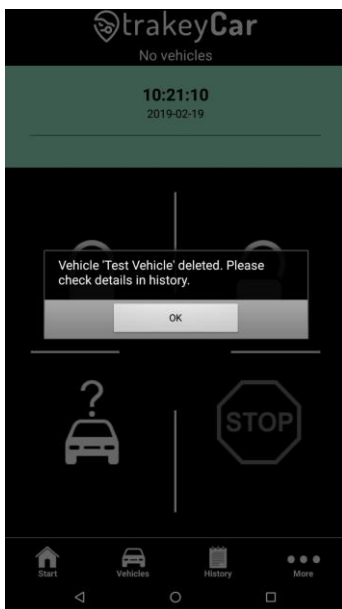 trakeyCar
No vehicles
10:21:10
2019-02-19
Vehicle 'Test Vehicle' deleted. Please
check details in history.
OK
?
STOP
Start Vehicles History More